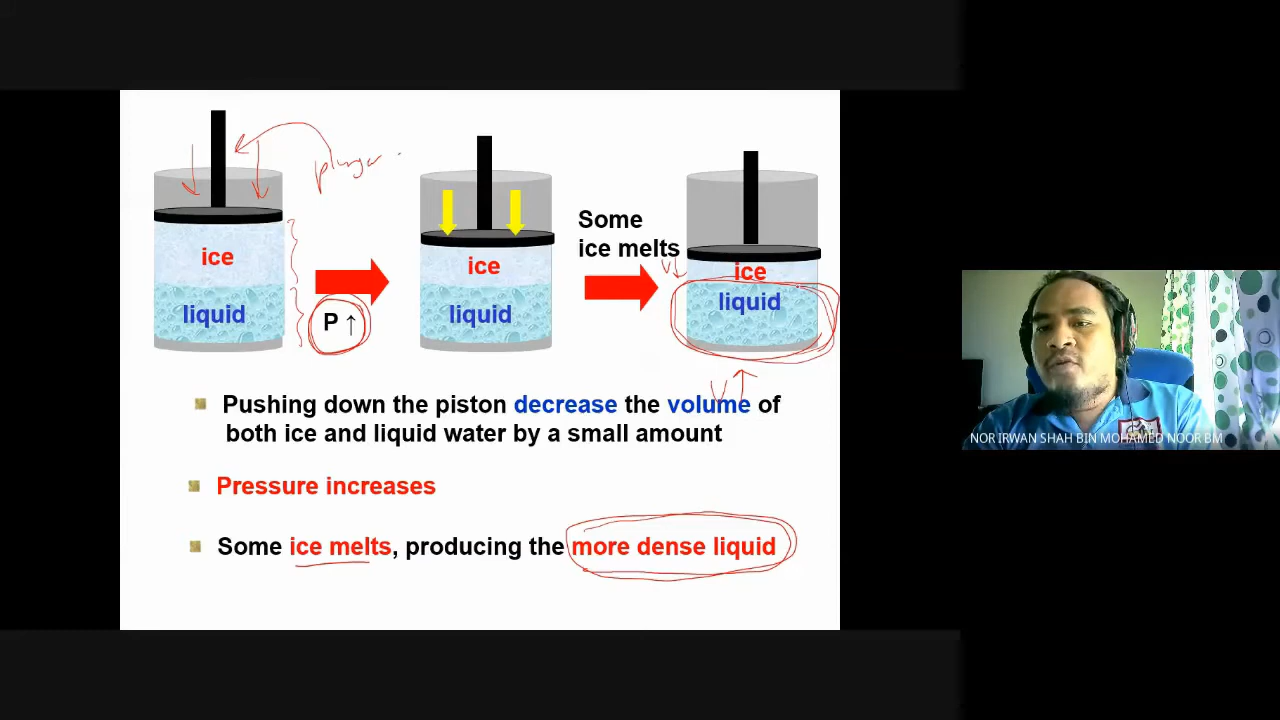 plunger
ice
liquid
P ↑
ice
liquid
Some
ice melts
V↓
ice
liquid
V↑
Pushing down the piston decrease the volume of
both ice and liquid water by a small amount
Pressure increases
Some ice melts, producing the more dense liquid
NOR IRWAN SHAH BIN MOHAMED NOOR BM